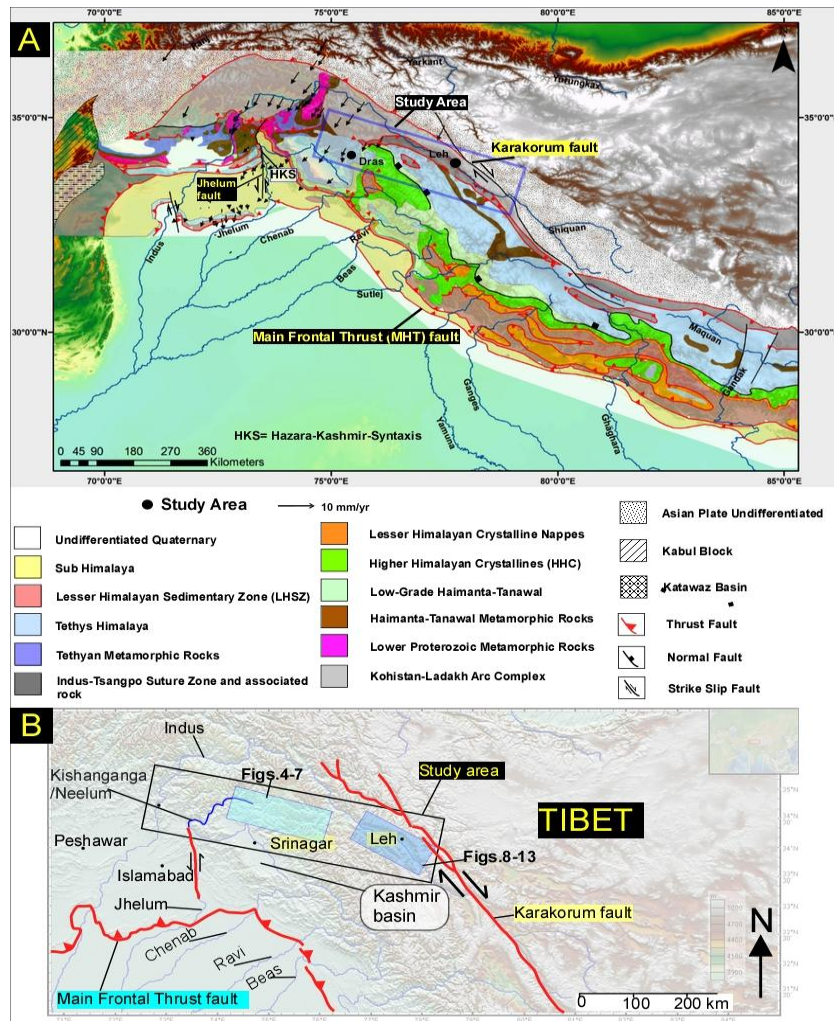 A
70°0'0"E
75°0'0"E
80°0'0"E
85°0'0"E
Yarkant
Yurungkax
35°0'0"N
35°0'0"N
Study Area
Karakorum fault
Leh
Dras
HKS
Jhelum
fault
Shiquan
Indus
Jhelum
Chenab
Ravi
Beas
Sutlej
30°0'0"N
30°0'0"N
Main Frontal Thrust (MHT) fault
Maquan
Gandak
Ganges
Yamuna
Ghaghara
HKS= Hazara-Kashmir-Syntaxis
0 45 90 180 270 360
Kilometers
70°0'0"E
75°0'0"E
80°0'0"E
85°0'0"E
Study Area
10 mm/yr
Undifferentiated Quaternary
Sub Himalaya
Lesser Himalayan Sedimentary Zone (LHSZ)
Tethys Himalaya
Tethyan Metamorphic Rocks
Indus-Tsangpo Suture Zone and associated
rock
Lesser Himalayan Crystalline Nappes
Higher Himalayan Crystallines (HHC)
Low-Grade Haimanta-Tanawal
Haimanta-Tanawal Metamorphic Rocks
Lower Proterozoic Metamorphic Rocks
Kohistan-Ladakh Arc Complex
Asian Plate Undifferentiated
Kabul Block
Katawaz Basin
Thrust Fault
Normal Fault
Strike Slip Fault
B
Indus
Kishanganga
/Neelum
Figs.4-7
Study area
TIBET
Peshawar
Srinagar
Leh
Figs.8-13
Islamabad
Kashmir
basin
Jhelum
Karakorum fault
Chenab
Ravi
Beas
N
Main Frontal Thrust fault
0 100 200 km